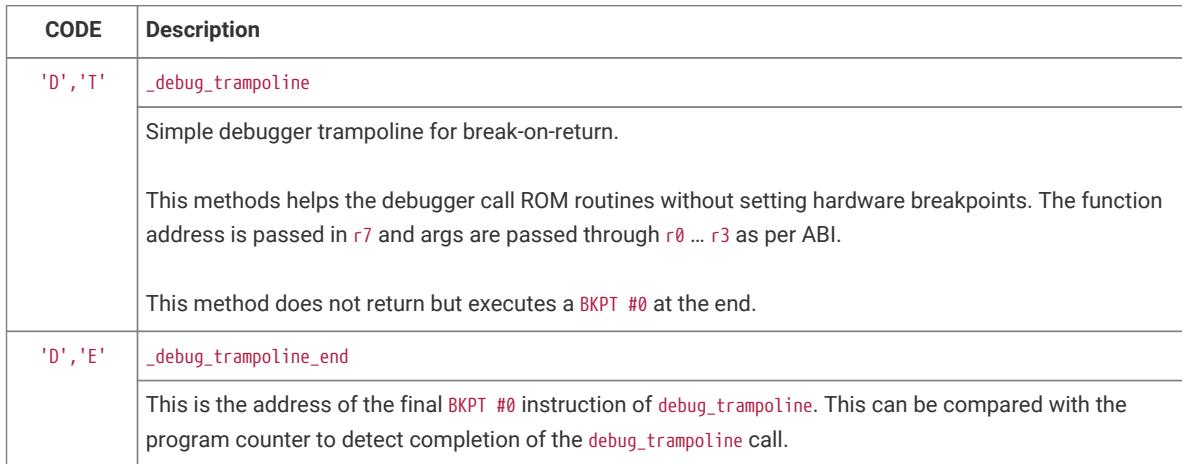 CODE Description
'D','T' _debug_trampoline
Simple debugger trampoline for break-on-return.
This methods helps the debugger call ROM routines without setting hardware breakpoints. The function
address is passed in r7 and args are passed through r0 … r3 as per ABI.
This method does not return but executes a BKPT #0 at the end.
'D','E' _debug_trampoline_end
This is the address of the final BKPT #0 instruction of debug_trampoline. This can be compared with the
program counter to detect completion of the debug_trampoline call.